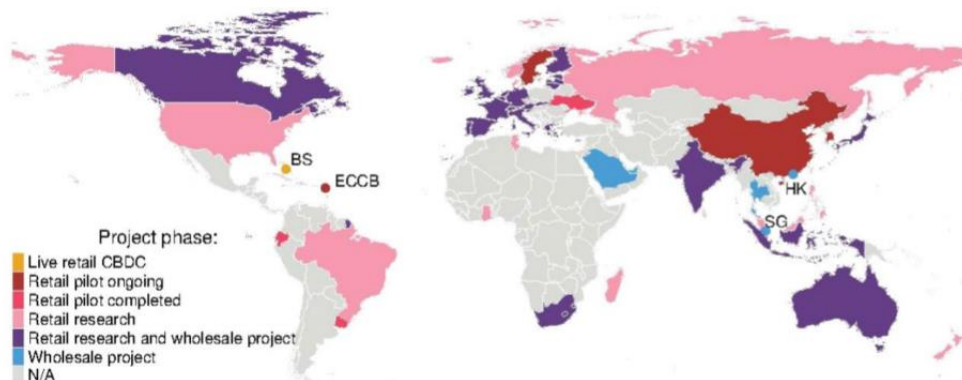 BS
ECCB
HK
SG
Project phase:
Live retail CBDC
Retail pilot ongoing
Retail pilot completed
Retail research
Retail research and wholesale project
Wholesale project
N/A